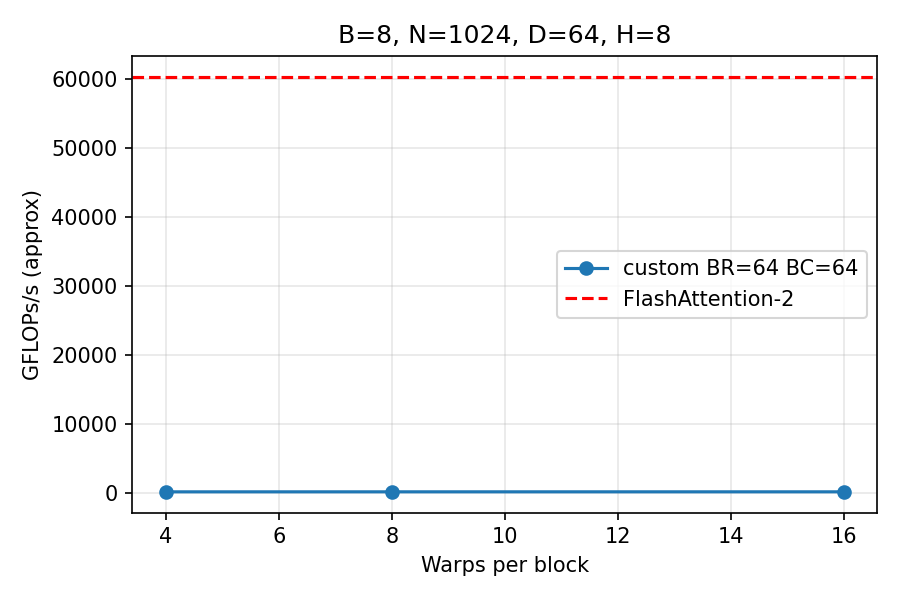 B=8, N=1024, D=64, H=8
GFLOPs/s (approx)
60000
50000
40000
30000
20000
10000
0
custom BR=64 BC=64
FlashAttention-2
4 6 8 10 12 14 16
Warps per block